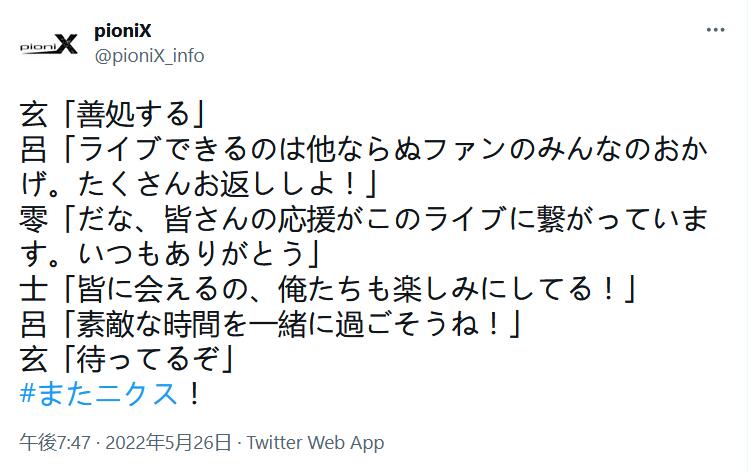 pioniX
pioniX
@pioniX_info
玄「善処する」
呂「ライブできるのは他ならぬファンのみんなのおか
げ。たくさんお返ししよ！」
零「だな、皆さんの応援がこのライブに繋がっていま
す。いつもありがとう」
士「皆に会えるの、俺たちも楽しみにしてる！」
呂「素敵な時間を一緒に過ごそうね！」
玄「待ってるぞ」
#またニクス！
午後7:47 · 2022年5月26日 · Twitter Web App